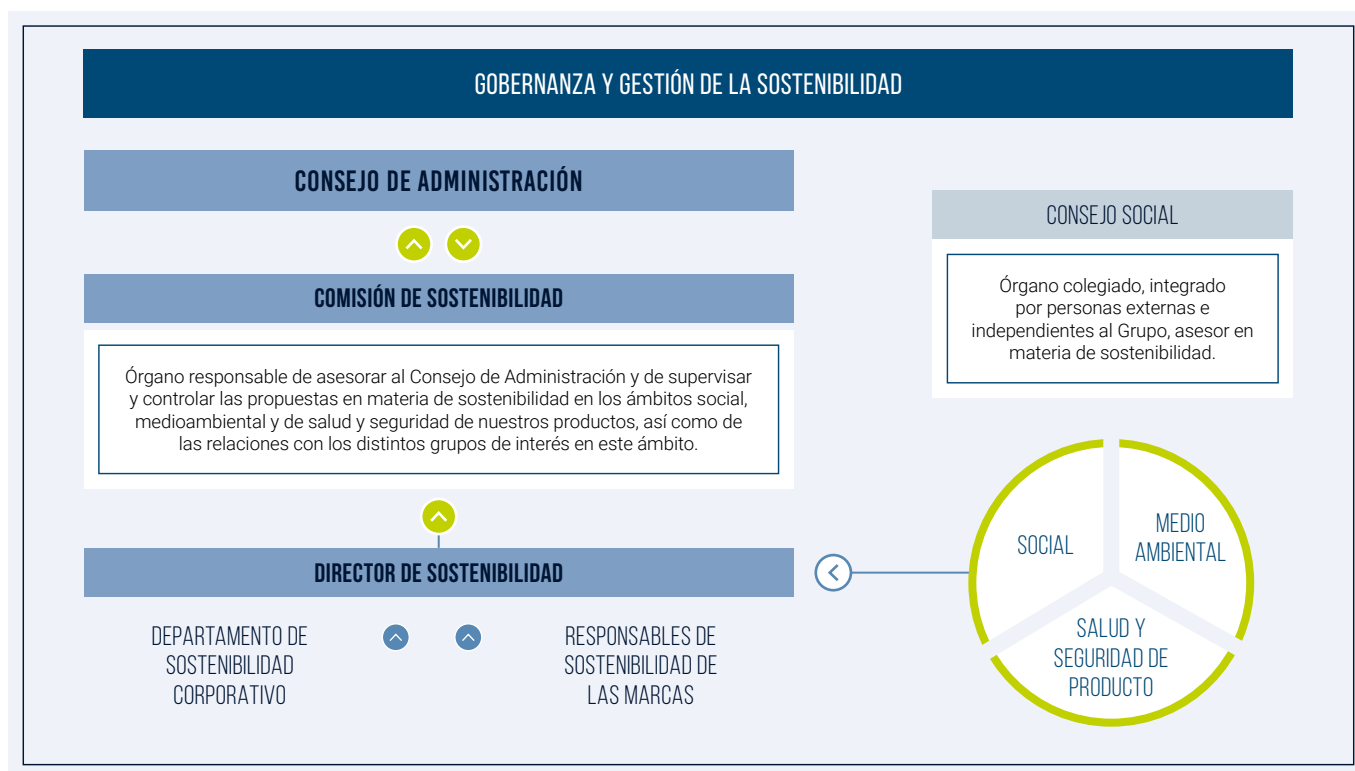 GOBERNANZA Y GESTIÓN DE LA SOSTENIBILIDAD
CONSEJO DE ADMINISTRACIÓN
COMISIÓN DE SOSTENIBILIDAD
Órgano responsable de asesorar al Consejo de Administración y de supervisar
y controlar las propuestas en materia de sostenibilidad en los ámbitos social,
medioambiental y de salud y seguridad de nuestros productos, así como de
las relaciones con los distintos grupos de interés en este ámbito.
DIRECTOR DE SOSTENIBILIDAD
DEPARTAMENTO DE
SOSTENIBILIDAD
CORPORATIVO
RESPONSABLES DE
SOSTENIBILIDAD DE
LAS MARCAS
CONSEJO SOCIAL
Órgano colegiado, integrado
por personas externas e
independientes al Grupo, asesor en
materia de sostenibilidad.
SOCIAL
MEDIO
AMBIENTAL
SALUD Y
SEGURIDAD DE
PRODUCTO